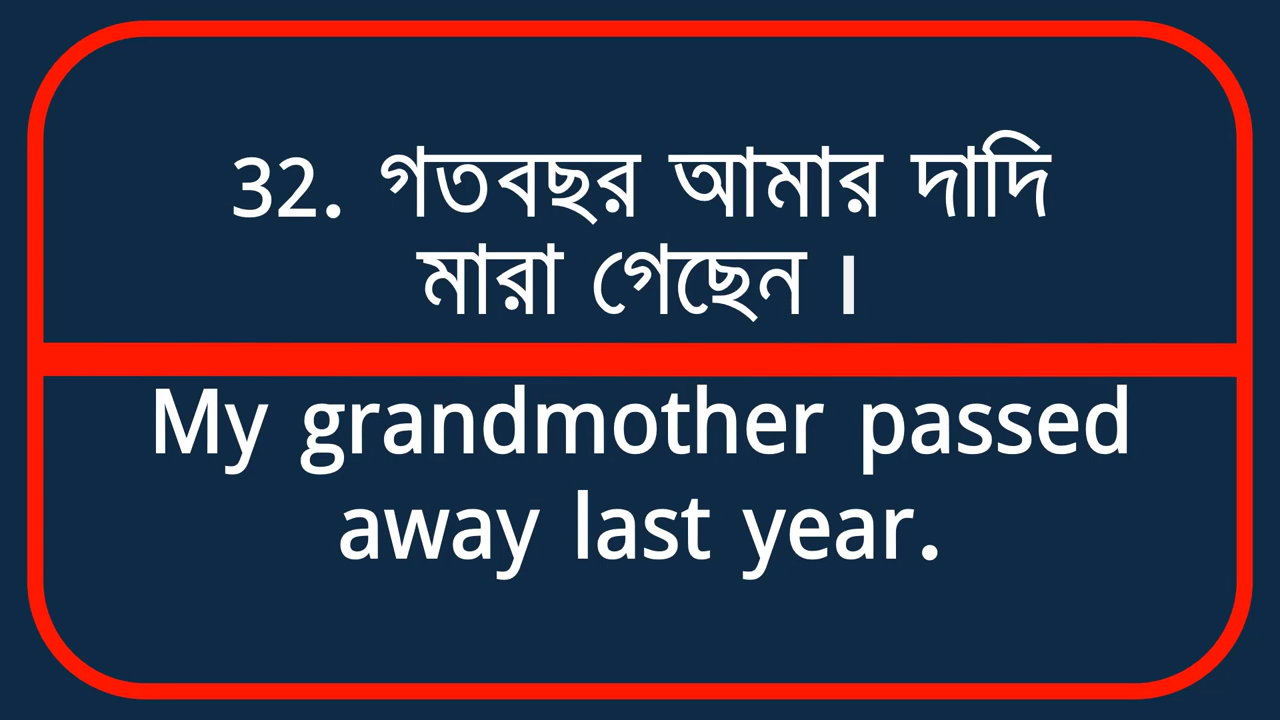 32. গতবছর আমার দাদি
মারা গেছেন ।
My grandmother passed
away last year.